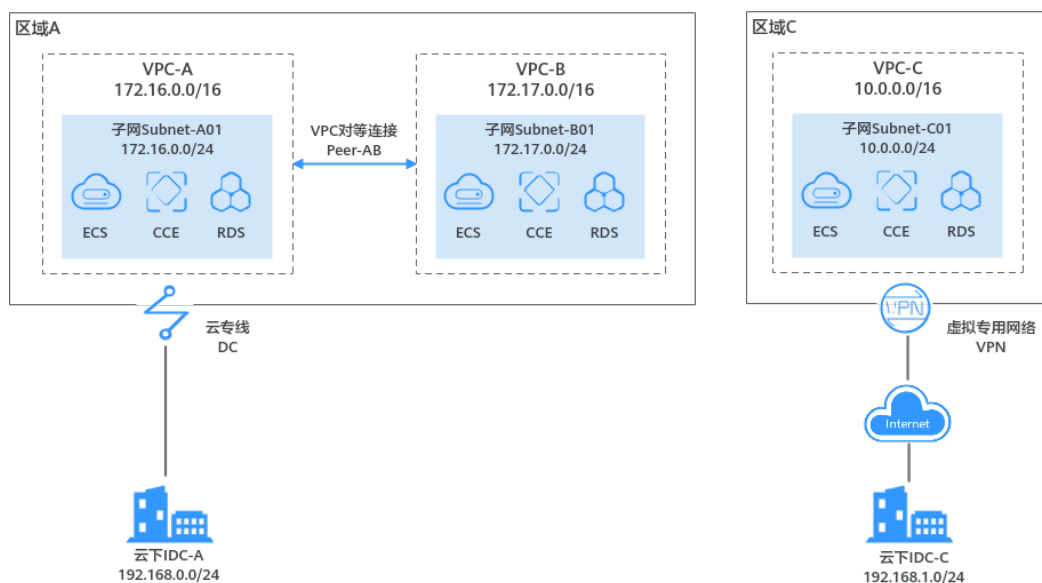 区域A
VPC-A
172.16.0.0/16
子网Subnet-A01
172.16.0.0/24
ECS
CCE
RDS
VPC对等连接
Peer-AB
VPC-B
172.17.0.0/16
子网Subnet-B01
172.17.0.0/24
ECS
CCE
RDS
云专线
DC
云下IDC-A
192.168.0.0/24
区域C
VPC-C
10.0.0.0/16
子网Subnet-C01
10.0.0.0/24
ECS
CCE
RDS
VPN
虚拟专用网络
VPN
Internet
云下IDC-C
192.168.1.0/24